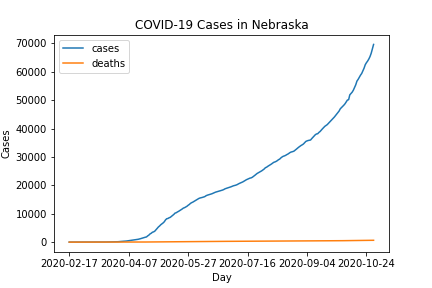 COVID-19 Cases in Nebraska
cases
deaths
70000
60000
50000
40000
30000
20000
10000
0
Cases
2020-02-17 2020-04-07 2020-05-27 2020-07-16 2020-09-04 2020-10-24
Day